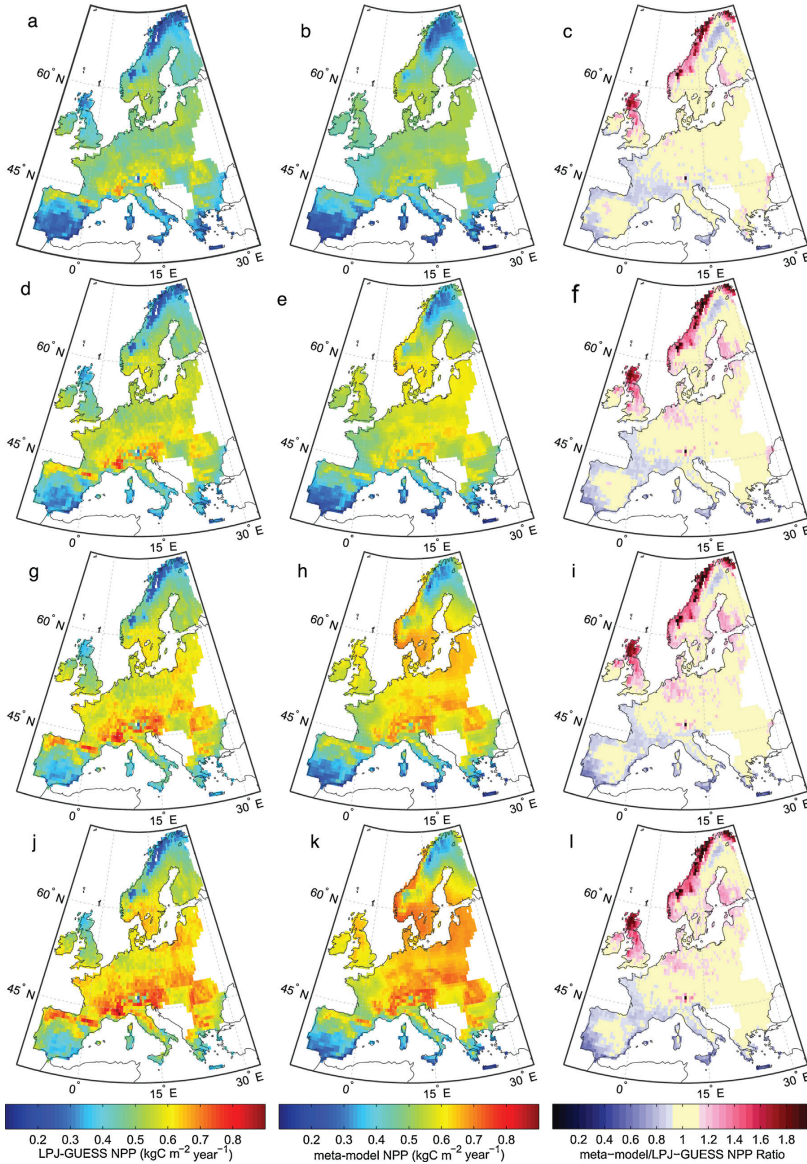 a
b
c
60° N
60° N
60° N
45° N
45° N
45° N
0°
15 E
30° E
0°
15 E
30° E
0°
15 E
30° E
d
e
f
60° N
60° N
60° N
45° N
45° N
45° N
0°
15 E
30° E
0°
15 E
30° E
0°
15 E
30° E
g
h
i
60° N
60° N
60° N
45° N
45° N
45° N
0°
15 E
30° E
0°
15 E
30° E
0°
15 E
30° E
j
k
l
60° N
60° N
60° N
45° N
45° N
45° N
0°
15 E
30° E
0°
15 E
30° E
0°
15 E
30° E
0.2 0.3 0.4 0.5 0.6 0.7 0.8
LPJ-GUESS NPP (kgC m⁻² year⁻¹)
0.2 0.3 0.4 0.5 0.6 0.7 0.8
meta-model NPP (kgC m⁻² year⁻¹)
0.2 0.4 0.6 0.8 1 1.2 1.4 1.6 1.8
meta-model/LPJ-GUESS NPP Ratio